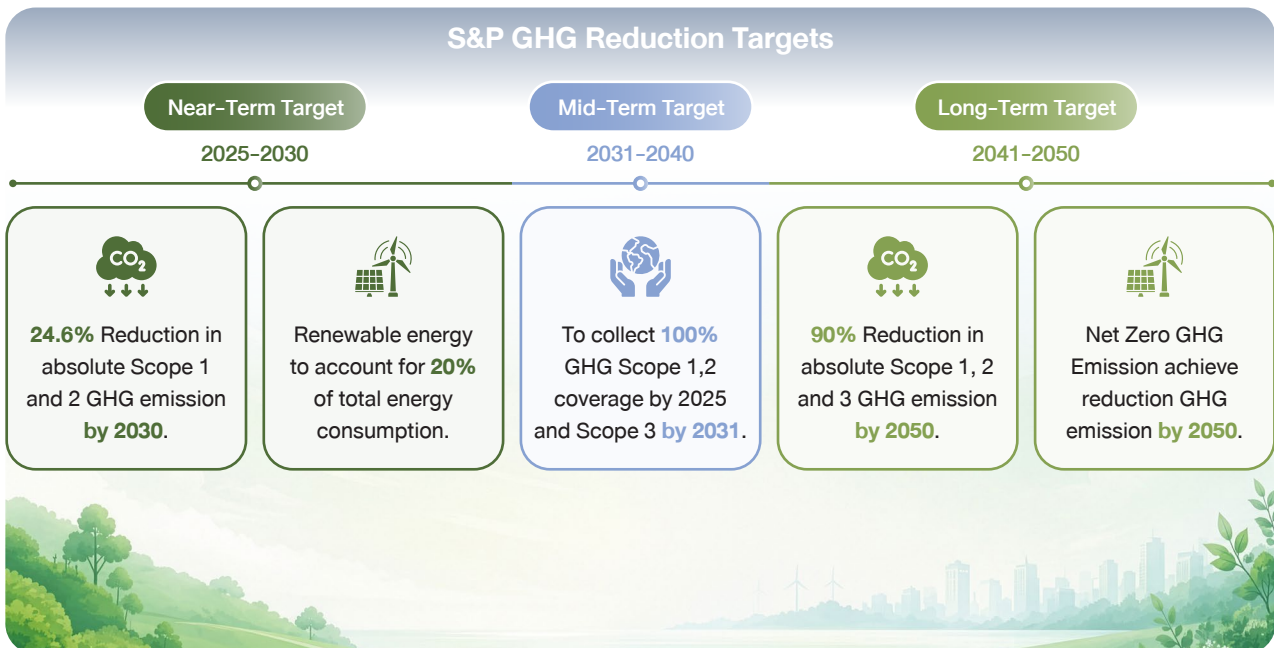 S&P GHG Reduction Targets
Near-Term Target
2025-2030
Mid-Term Target
2031-2040
Long-Term Target
2041-2050
CO2
24.6% Reduction in
absolute Scope 1
and 2 GHG emission
by 2030.
Renewable energy
to account for 20%
of total energy
consumption.
To collect 100%
GHG Scope 1,2
coverage by 2025
and Scope 3 by 2031.
CO2
90% Reduction in
absolute Scope 1, 2
and 3 GHG emission
by 2050.
Net Zero GHG
Emission achieve
reduction GHG
emission by 2050.